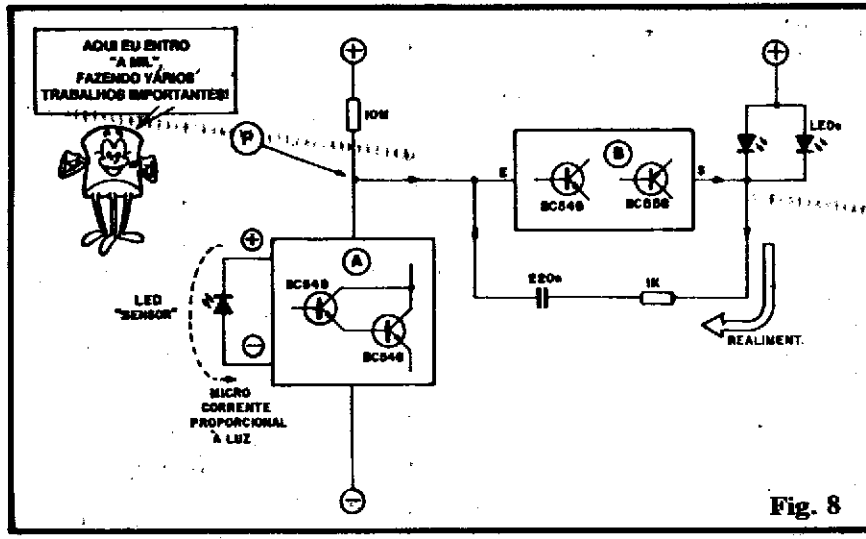 AQUI EU ENTRO
"A MIL",
FAZENDO VÁRIOS
TRABALHOS IMPORTANTES!
P
+
10M
+
LEDs
B
E
S
BC548
BC558
A
+
BC549
BC548
LED
"SENSOR"
−
MICRO
CORRENTE
PROPORCIONAL
A LUZ
220n
1K
REALIMENT.
−
Fig. 8